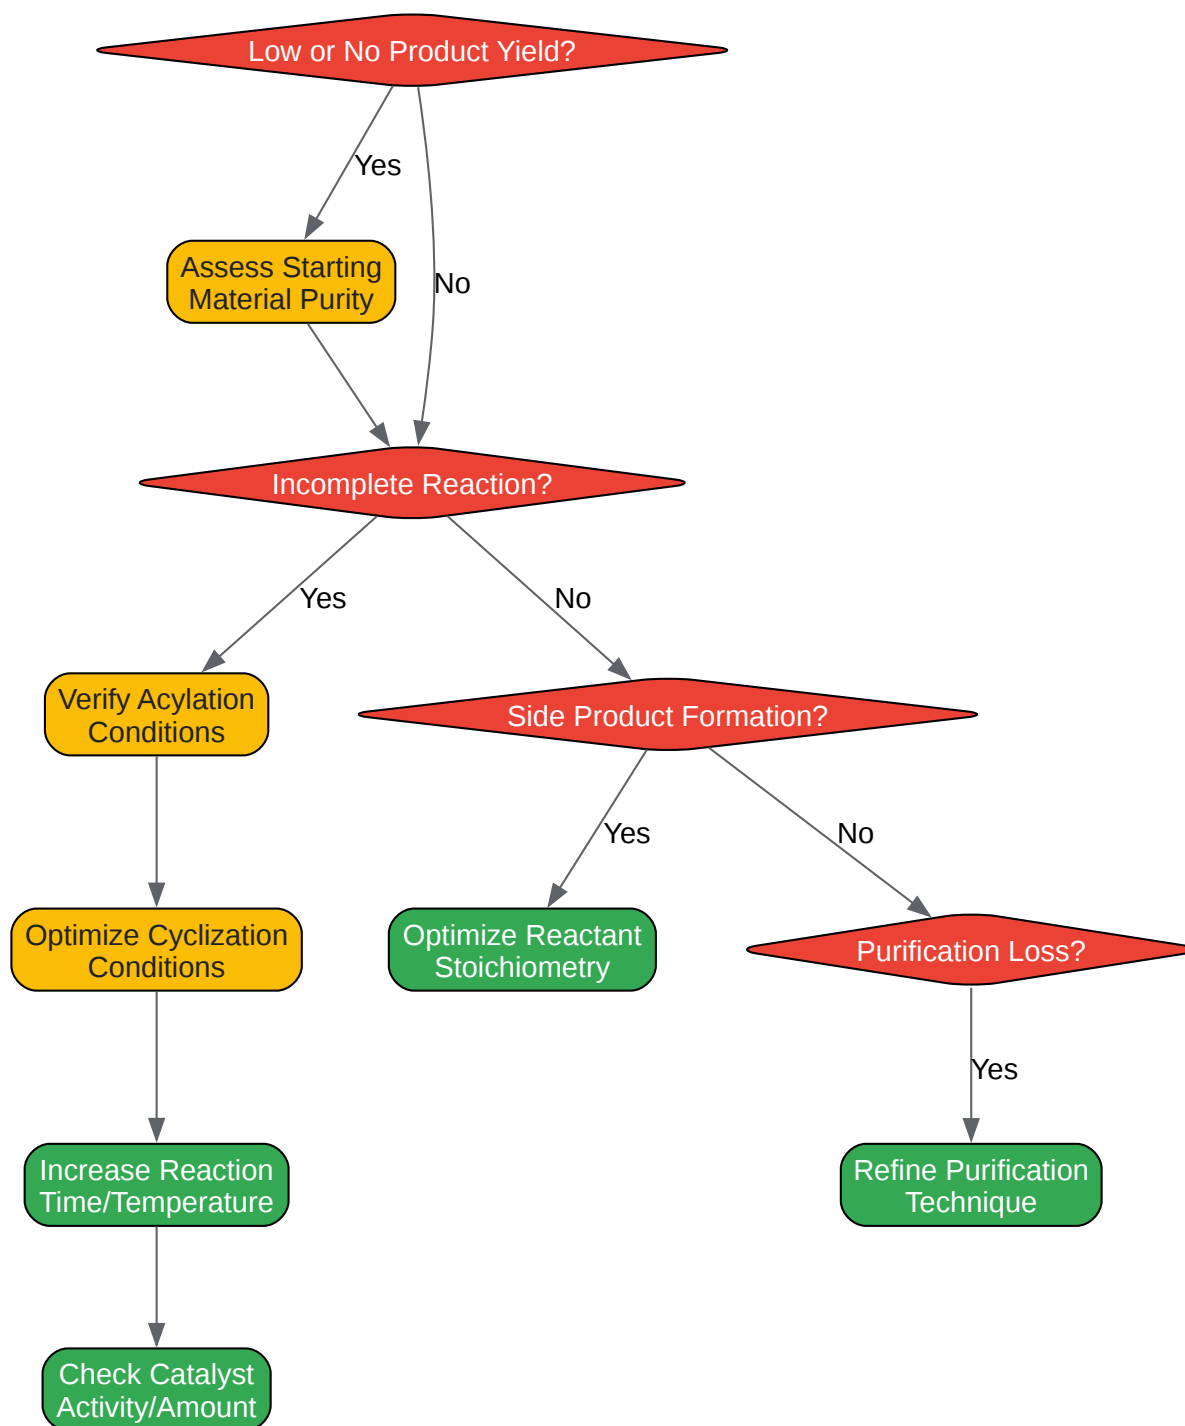 Low or No Product Yield?
Yes
Assess Starting
Material Purity
No
Incomplete Reaction?
Yes
No
Verify Acylation
Conditions
Side Product Formation?
Yes
No
Optimize Cyclization
Conditions
Optimize Reactant
Stoichiometry
Purification Loss?
Yes
Increase Reaction
Time/Temperature
Refine Purification
Technique
Check Catalyst
Activity/Amount